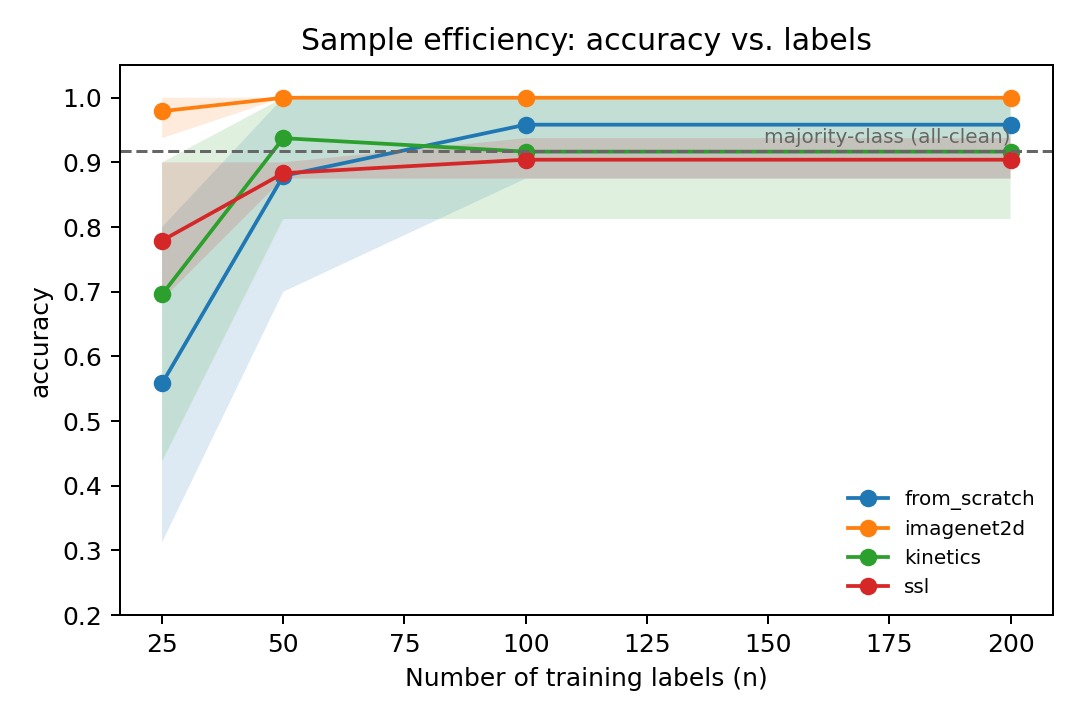 Sample efficiency: accuracy vs. labels
1.0
0.9
0.8
0.7
0.6
0.5
0.4
0.3
0.2
accuracy
majority-class (all-clean)
from_scratch
imagenet2d
kinetics
ssl
25
50
75
100
125
150
175
200
Number of training labels (n)